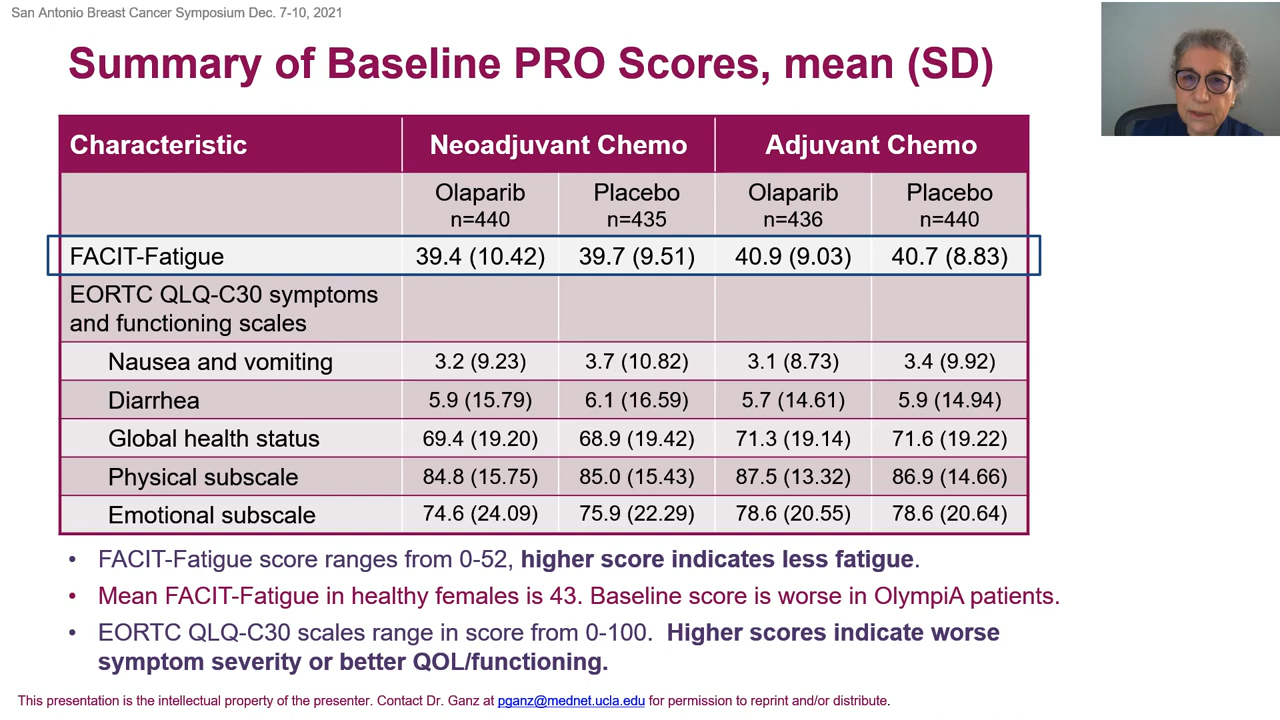 San Antonio Breast Cancer Symposium Dec. 7-10, 2021
Summary of Baseline PRO Scores, mean (SD)
Characteristic Neoadjuvant Chemo Adjuvant Chemo
Olaparib n=440 Placebo n=435 Olaparib n=436 Placebo n=440
FACIT-Fatigue 39.4 (10.42) 39.7 (9.51) 40.9 (9.03) 40.7 (8.83)
EORTC QLQ-C30 symptoms
and functioning scales
Nausea and vomiting 3.2 (9.23) 3.7 (10.82) 3.1 (8.73) 3.4 (9.92)
Diarrhea 5.9 (15.79) 6.1 (16.59) 5.7 (14.61) 5.9 (14.94)
Global health status 69.4 (19.20) 68.9 (19.42) 71.3 (19.14) 71.6 (19.22)
Physical subscale 84.8 (15.75) 85.0 (15.43) 87.5 (13.32) 86.9 (14.66)
Emotional subscale 74.6 (24.09) 75.9 (22.29) 78.6 (20.55) 78.6 (20.64)
• FACIT-Fatigue score ranges from 0-52, higher score indicates less fatigue.
• Mean FACIT-Fatigue in healthy females is 43. Baseline score is worse in OlympiA patients.
• EORTC QLQ-C30 scales range in score from 0-100. Higher scores indicate worse
symptom severity or better QOL/functioning.
This presentation is the intellectual property of the presenter. Contact Dr. Ganz at pganz@mednet.ucla.edu for permission to reprint and/or distribute.